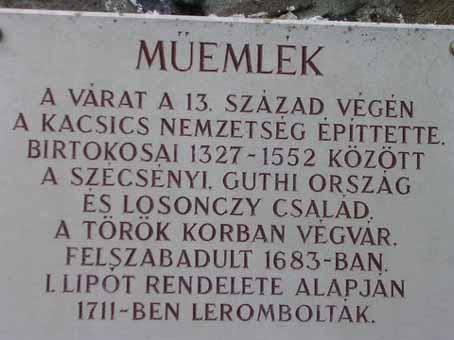 MŰEMLÉK
A VÁRAT A 13. SZÁZAD VÉGÉN
A KACSICS NEMZETSÉG ÉPÍTTETTE.
BIRTOKOSAI 1327-1552 KÖZÖTT
A SZÉCSÉNYI, GUTHI ORSZÁG
ÉS LOSONCZY CSALÁD.
A TÖRÖK KORBAN VÉGVÁR.
FELSZABADULT 1683-BAN.
I. LIPÓT RENDELETE ALAPJÁN
1711-BEN LEROMBOLTÁK.